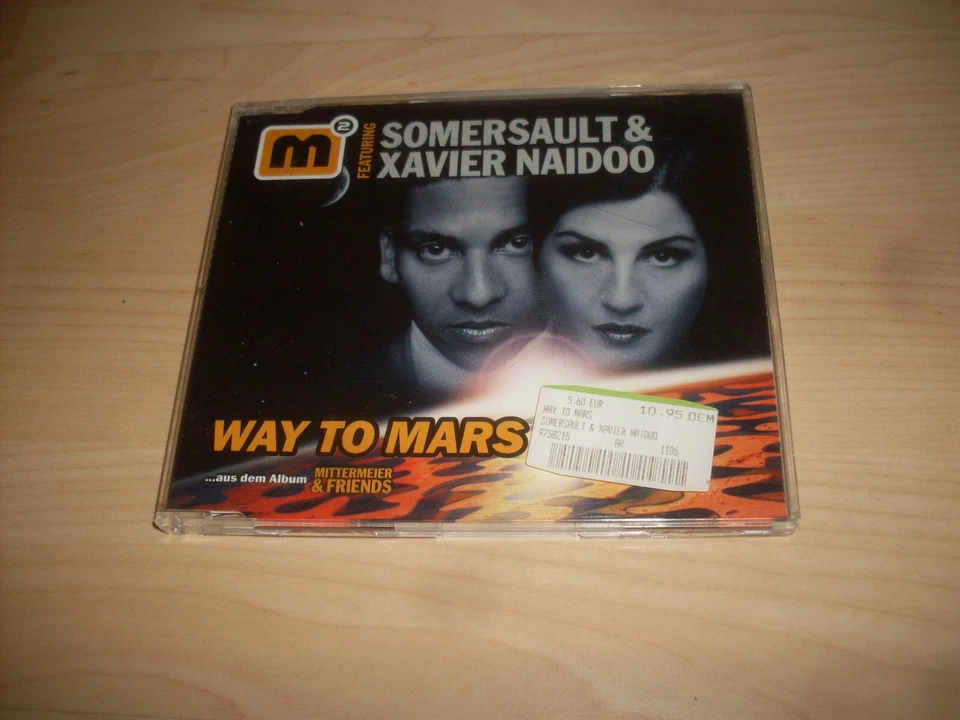 m2
FEATURING
SOMERSAULT &
XAVIER NAIDOO
WAY TO MARS
...aus dem Album
MITTERMEIER
& FRIENDS
5.60 EUR 10.95 DEM
WAY TO MARS
SOMERSAULT & XAVIER NAIDOO
9758215 AR 1106